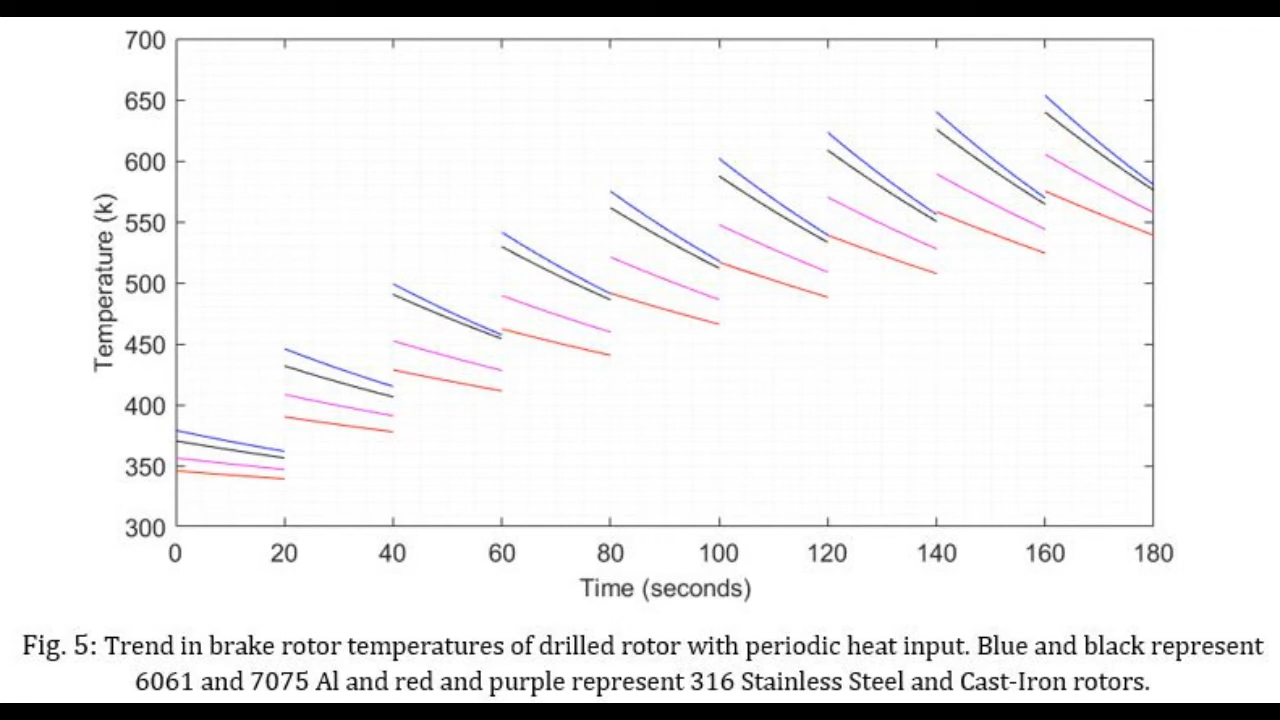 700
650
600
550
500
450
400
350
300
Temperature (k)
0 20 40 60 80 100 120 140 160 180
Time (seconds)
Fig. 5: Trend in brake rotor temperatures of drilled rotor with periodic heat input. Blue and black represent
6061 and 7075 Al and red and purple represent 316 Stainless Steel and Cast-Iron rotors.